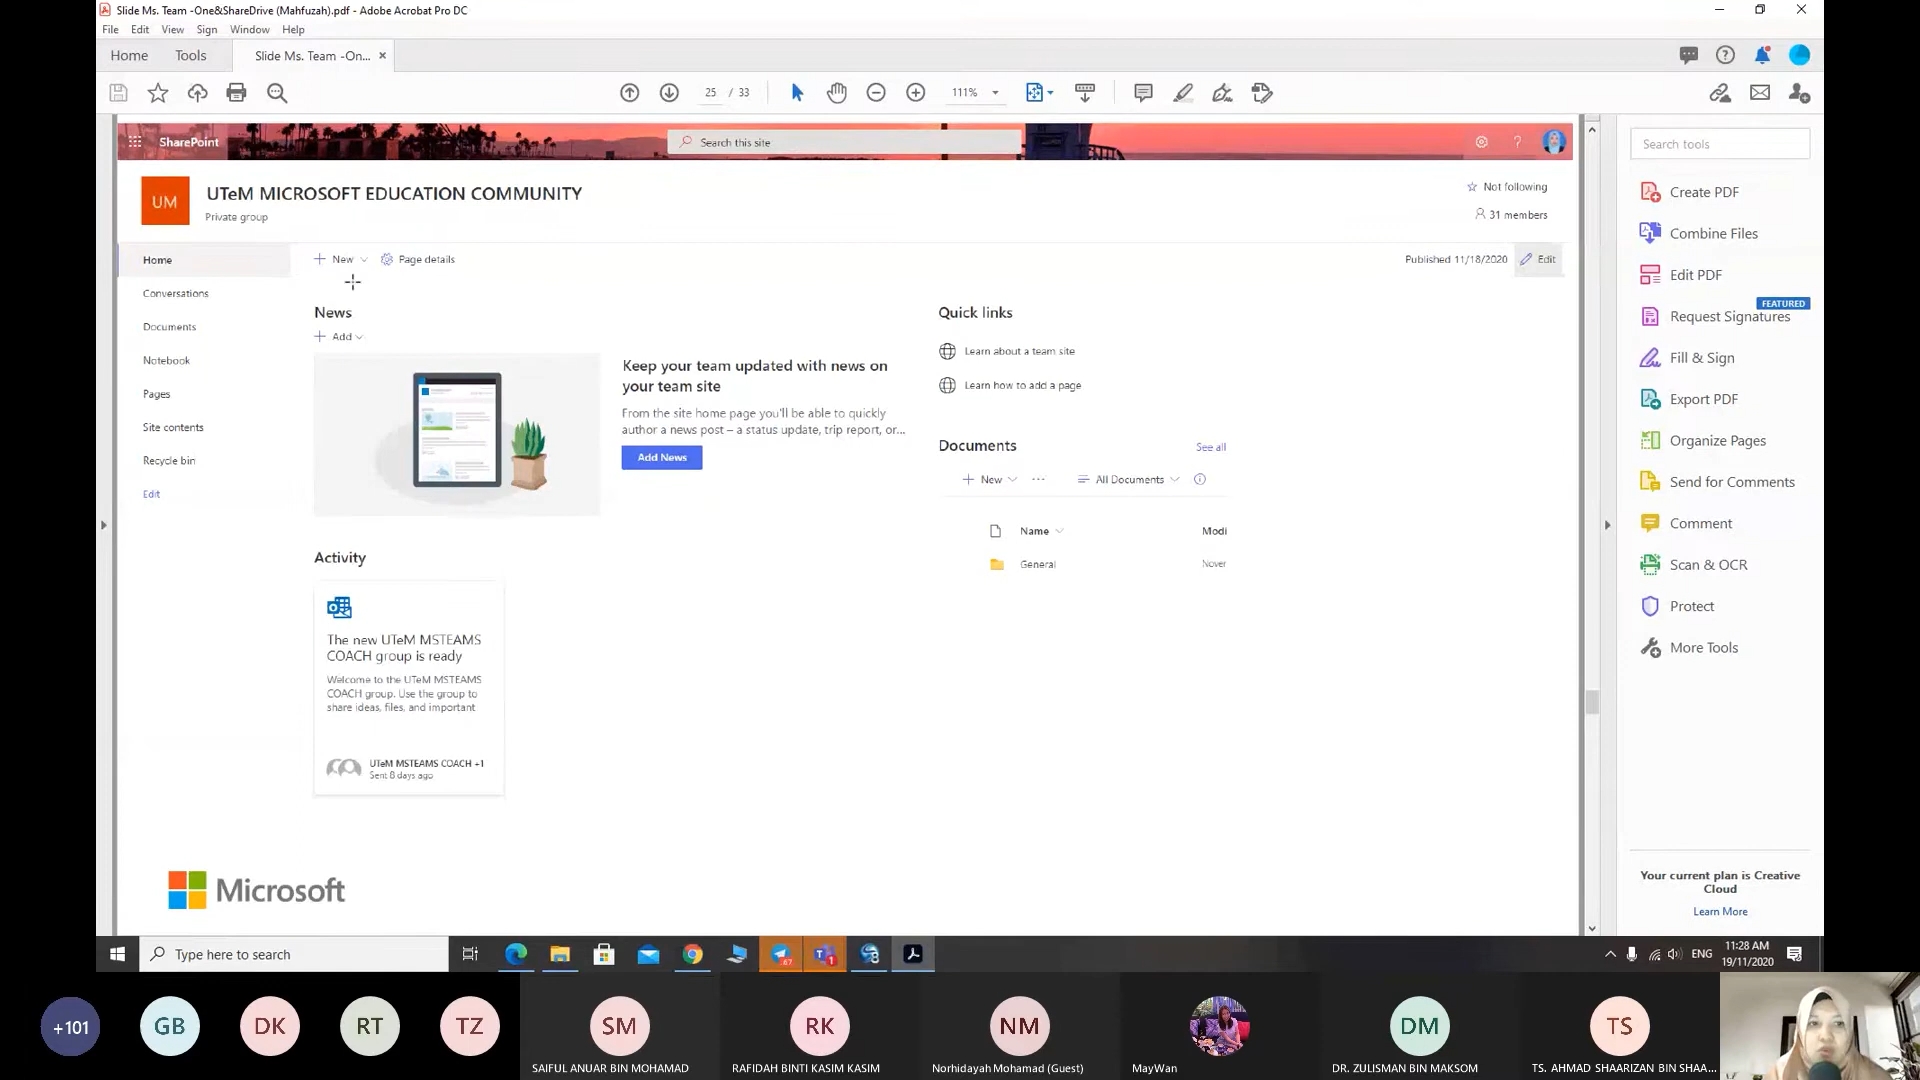 Slide Ms. Team -One&ShareDrive (Mahfuzah).pdf - Adobe Acrobat Pro DC
File Edit View Sign Window Help
Home Tools Slide Ms. Team -On... ×
25 / 33 111%
SharePoint Search this site ?
UM
UTeM MICROSOFT EDUCATION COMMUNITY
Private group
Not following
31 members
Home
Conversations
Documents
Notebook
Pages
Site contents
Recycle bin
Edit
+ New Page details
Published 11/18/2020 Edit
News
+ Add
Keep your team updated with news on
your team site
From the site home page you'll be able to quickly
author a news post – a status update, trip report, or...
Add News
Activity
The new UTeM MSTEAMS
COACH group is ready
Welcome to the UTeM MSTEAMS
COACH group. Use the group to
share ideas, files, and important
UTeM MSTEAMS COACH +1
Sent 8 days ago
Quick links
Learn about a team site
Learn how to add a page
Documents See all
+ New ··· All Documents
Name Modi
General Nover
Microsoft
Search tools
Create PDF
Combine Files
Edit PDF
FEATURED
Request Signatures
Fill & Sign
Export PDF
Organize Pages
Send for Comments
Comment
Scan & OCR
Protect
More Tools
Your current plan is Creative
Cloud
Learn More
Type here to search
67
1
ENG
11:28 AM
19/11/2020
+101 GB DK RT TZ SM RK NM DM TS
SAIFUL ANUAR BIN MOHAMAD
RAFIDAH BINTI KASIM KASIM
Norhidayah Mohamad (Guest)
MayWan
DR. ZULISMAN BIN MAKSOM
TS. AHMAD SHAARIZAN BIN SHAA...